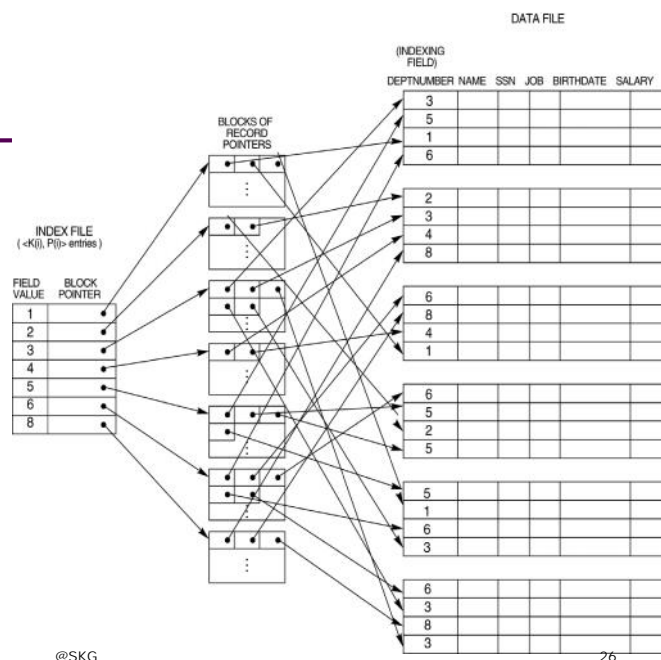 DATA FILE
(INDEXING
FIELD)
DEPTNUMBER NAME SSN JOB BIRTHDATE SALARY
3
5
1
6
2
3
4
8
6
8
4
1
6
5
2
5
5
1
6
3
6
3
8
3
BLOCKS OF
RECORD
POINTERS
INDEX FILE
( <K(i), P(i)> entries )
FIELD BLOCK
VALUE POINTER
1
2
3
4
5
6
8
@SKG
26